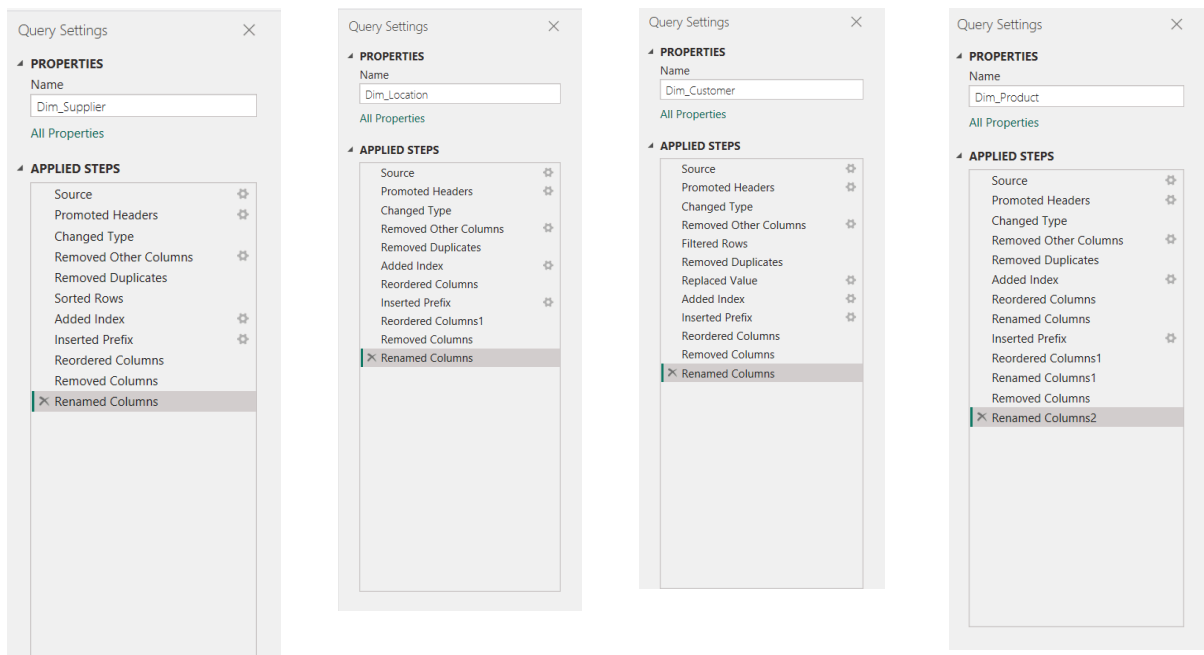 Query Settings
PROPERTIES
Name
Dim_Supplier
All Properties
APPLIED STEPS
Source
Promoted Headers
Changed Type
Removed Other Columns
Removed Duplicates
Sorted Rows
Added Index
Inserted Prefix
Reordered Columns
Removed Columns
Renamed Columns
Query Settings
PROPERTIES
Name
Dim_Location
All Properties
APPLIED STEPS
Source
Promoted Headers
Changed Type
Removed Other Columns
Removed Duplicates
Added Index
Reordered Columns
Inserted Prefix
Reordered Columns1
Removed Columns
Renamed Columns
Query Settings
PROPERTIES
Name
Dim_Customer
All Properties
APPLIED STEPS
Source
Promoted Headers
Changed Type
Removed Other Columns
Filtered Rows
Removed Duplicates
Replaced Value
Added Index
Inserted Prefix
Reordered Columns
Removed Columns
Renamed Columns
Query Settings
PROPERTIES
Name
Dim_Product
All Properties
APPLIED STEPS
Source
Promoted Headers
Changed Type
Removed Other Columns
Removed Duplicates
Added Index
Reordered Columns
Renamed Columns
Inserted Prefix
Reordered Columns1
Renamed Columns1
Removed Columns
Renamed Columns2